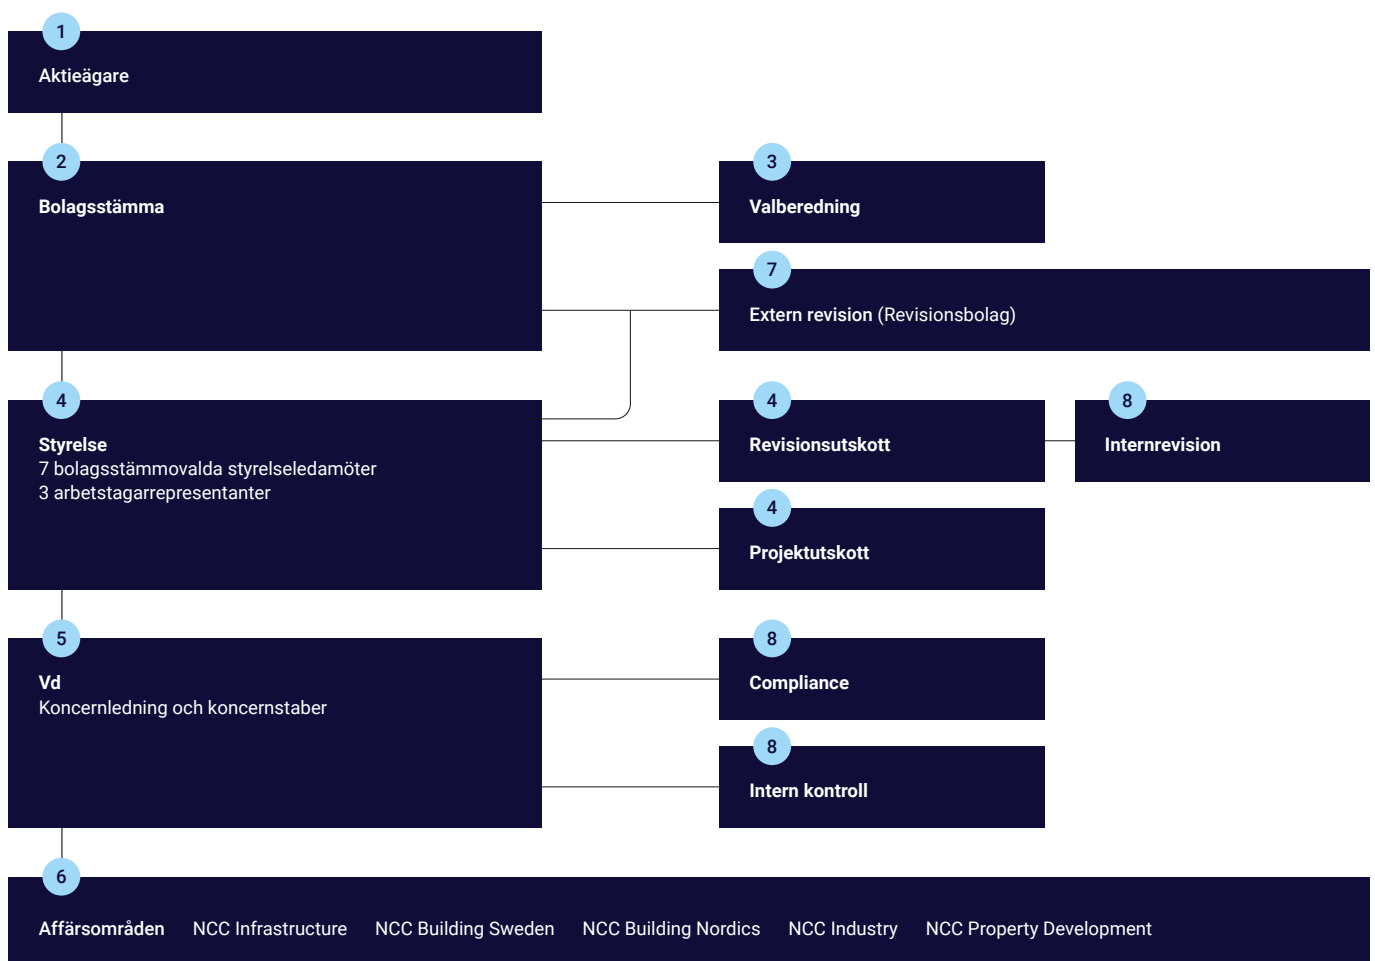 1
Aktieägare
2
Bolagsstämma
3
Valberedning
7
Extern revision (Revisionsbolag)
4
Styrelse
7 bolagsstämmovalda styrelseledamöter
3 arbetstagarrepresentanter
4
Revisionsutskott
8
Internrevision
4
Projektutskott
5
Vd
Koncernledning och koncernstaber
8
Compliance
8
Intern kontroll
6
Affärsområden NCC Infrastructure NCC Building Sweden NCC Building Nordics NCC Industry NCC Property Development